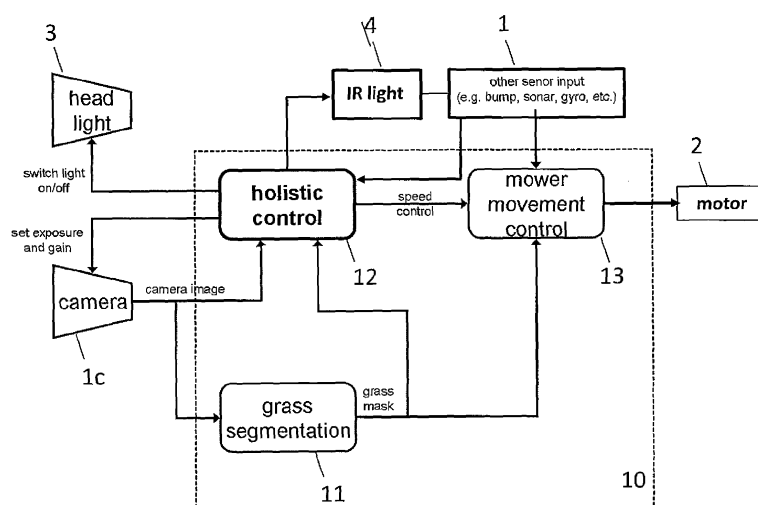 3
4
1
head
light
IR light
other senor input
(e.g. bump, sonar, gyro, etc.)
switch light
on/off
holistic
control
speed
control
mower
movement
control
2
motor
set exposure
and gain
12
13
camera
camera image
1c
grass
segmentation
grass
mask
11
10